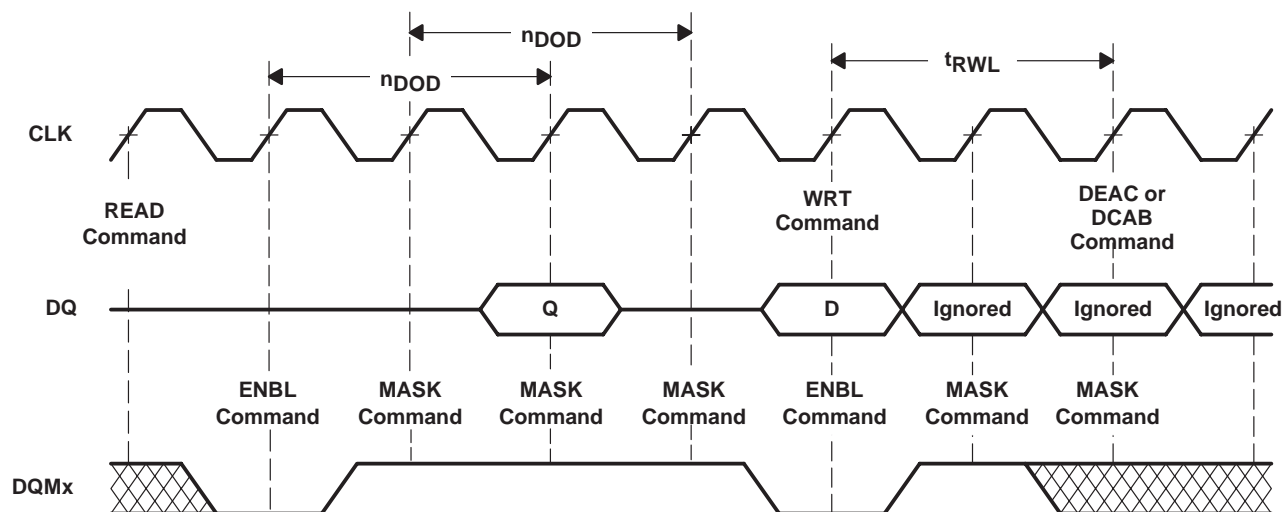 nDOD
nDOD
tRWL
CLK
READ
Command
WRT
Command
DEAC or
DCAB
Command
DQ
Q
D
Ignored
Ignored
Ignored
ENBL
Command
MASK
Command
MASK
Command
MASK
Command
ENBL
Command
MASK
Command
MASK
Command
DQMx